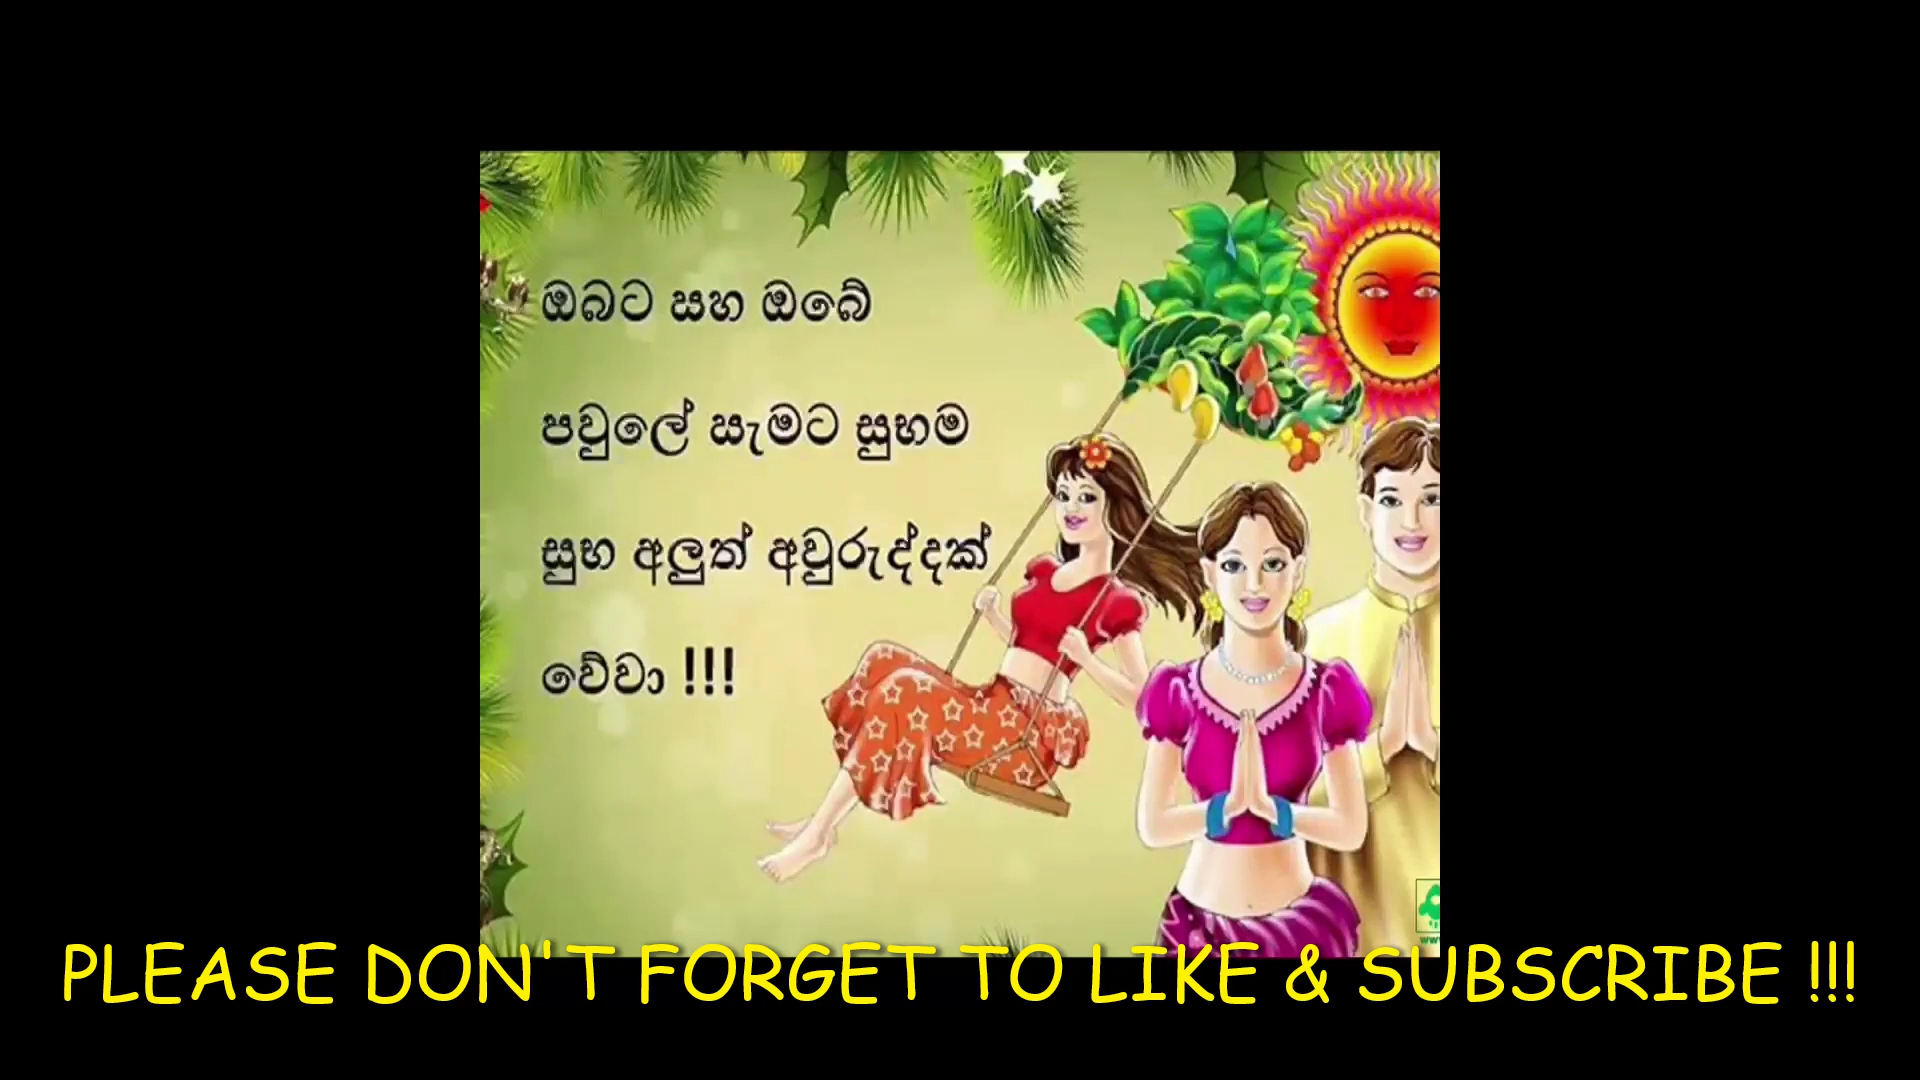 ඔබට සහ ඔබේ
පවුලේ සැමට සුභම
සුභ අලුත් අවුරුද්දක්
වේවා !!!
PLEASE DON'T FORGET TO LIKE & SUBSCRIBE !!!